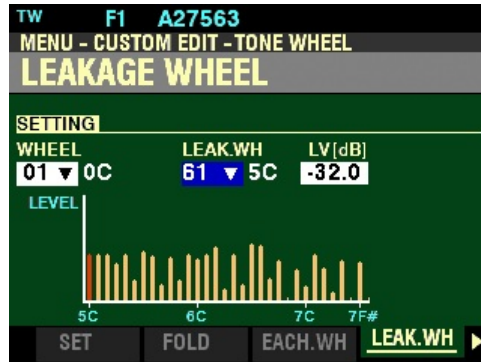 TW F1 A27563
MENU - CUSTOM EDIT - TONE WHEEL
LEAKAGE WHEEL
SETTING
WHEEL LEAK.WH LV[dB]
01 ▼ 0C 61 ▼ 5C -32.0
LEVEL
5C 6C 7C 7F#
SET FOLD EACH.WH LEAK.WH ▶